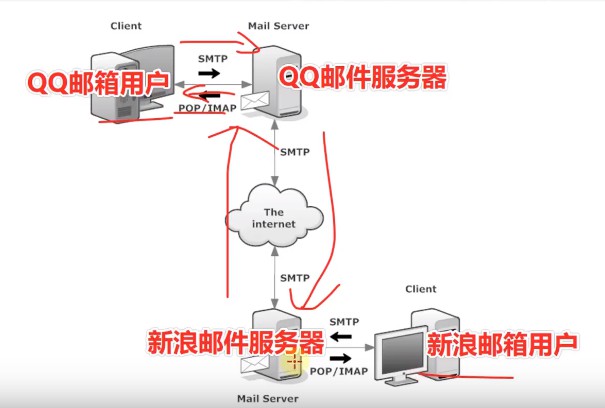 Client
Mail Server
SMTP
QQ邮箱用户
QQ邮件服务器
POP/IMAP
SMTP
The
internet
SMTP
Client
SMTP
新浪邮件服务器
新浪邮箱用户
POP/IMAP
Mail Server